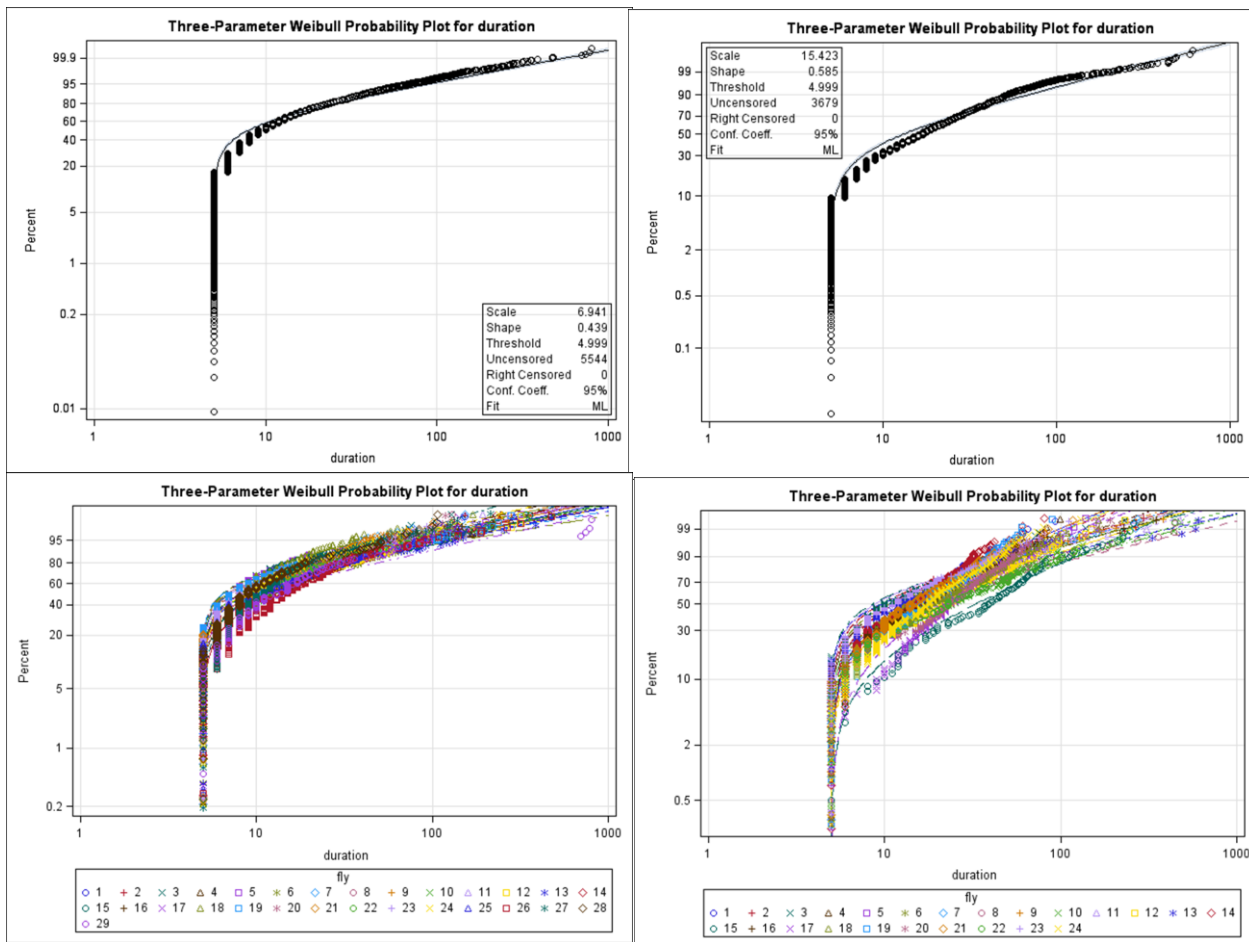 Three-Parameter Weibull Probability Plot for duration
99.9
95
80
60
40
20
5
1
0.2
0.01
Percent
Scale 6.941
Shape 0.439
Threshold 4.999
Uncensored 5544
Right Censored 0
Conf. Coeff. 95%
Fit ML
1 10 100 1000
duration
Three-Parameter Weibull Probability Plot for duration
Scale 15.423
Shape 0.585
Threshold 4.999
Uncensored 3679
Right Censored 0
Conf. Coeff. 95%
Fit ML
99
90
70
50
30
10
2
0.5
0.1
Percent
1 10 100 1000
duration
Three-Parameter Weibull Probability Plot for duration
95
80
60
40
20
5
1
0.2
Percent
1 10 100 1000
duration
fly
1 2 3 4 5 6 7 8 9 10 11 12 13 14
15 16 17 18 19 20 21 22 23 24 25 26 27 28
29
Three-Parameter Weibull Probability Plot for duration
99
90
70
50
30
10
2
0.5
Percent
1 10 100 1000
duration
fly
1 2 3 4 5 6 7 8 9 10 11 12 13 14
15 16 17 18 19 20 21 22 23 24